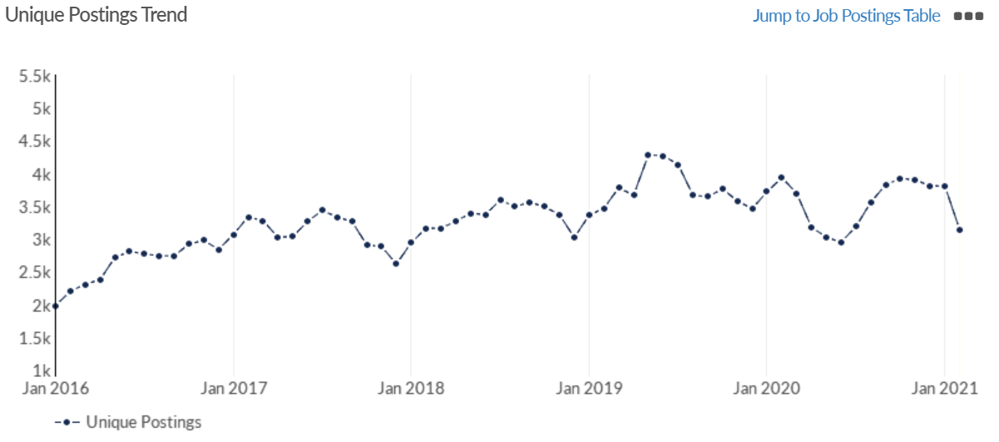 Unique Postings Trend
Jump to Job Postings Table
5.5k
5k
4.5k
4k
3.5k
3k
2.5k
2k
1.5k
1k
Jan 2016 Jan 2017 Jan 2018 Jan 2019 Jan 2020 Jan 2021
Unique Postings